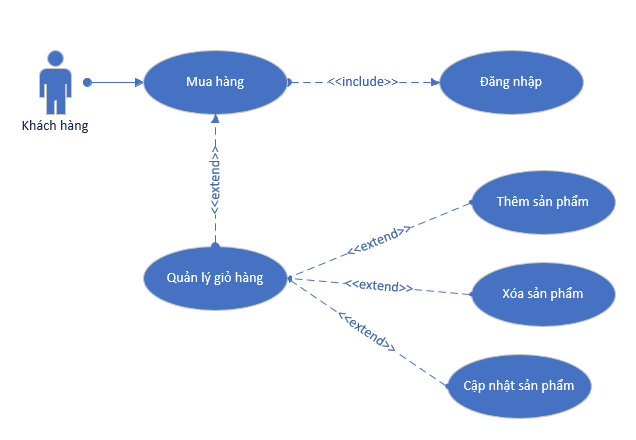 Mua hàng
<<include>>
Đăng nhập
Khách hàng
<<extend>>
Thêm sản phẩm
<<extend>>
Quản lý giỏ hàng
<<extend>>
Xóa sản phẩm
<<extend>>
Cập nhật sản phẩm